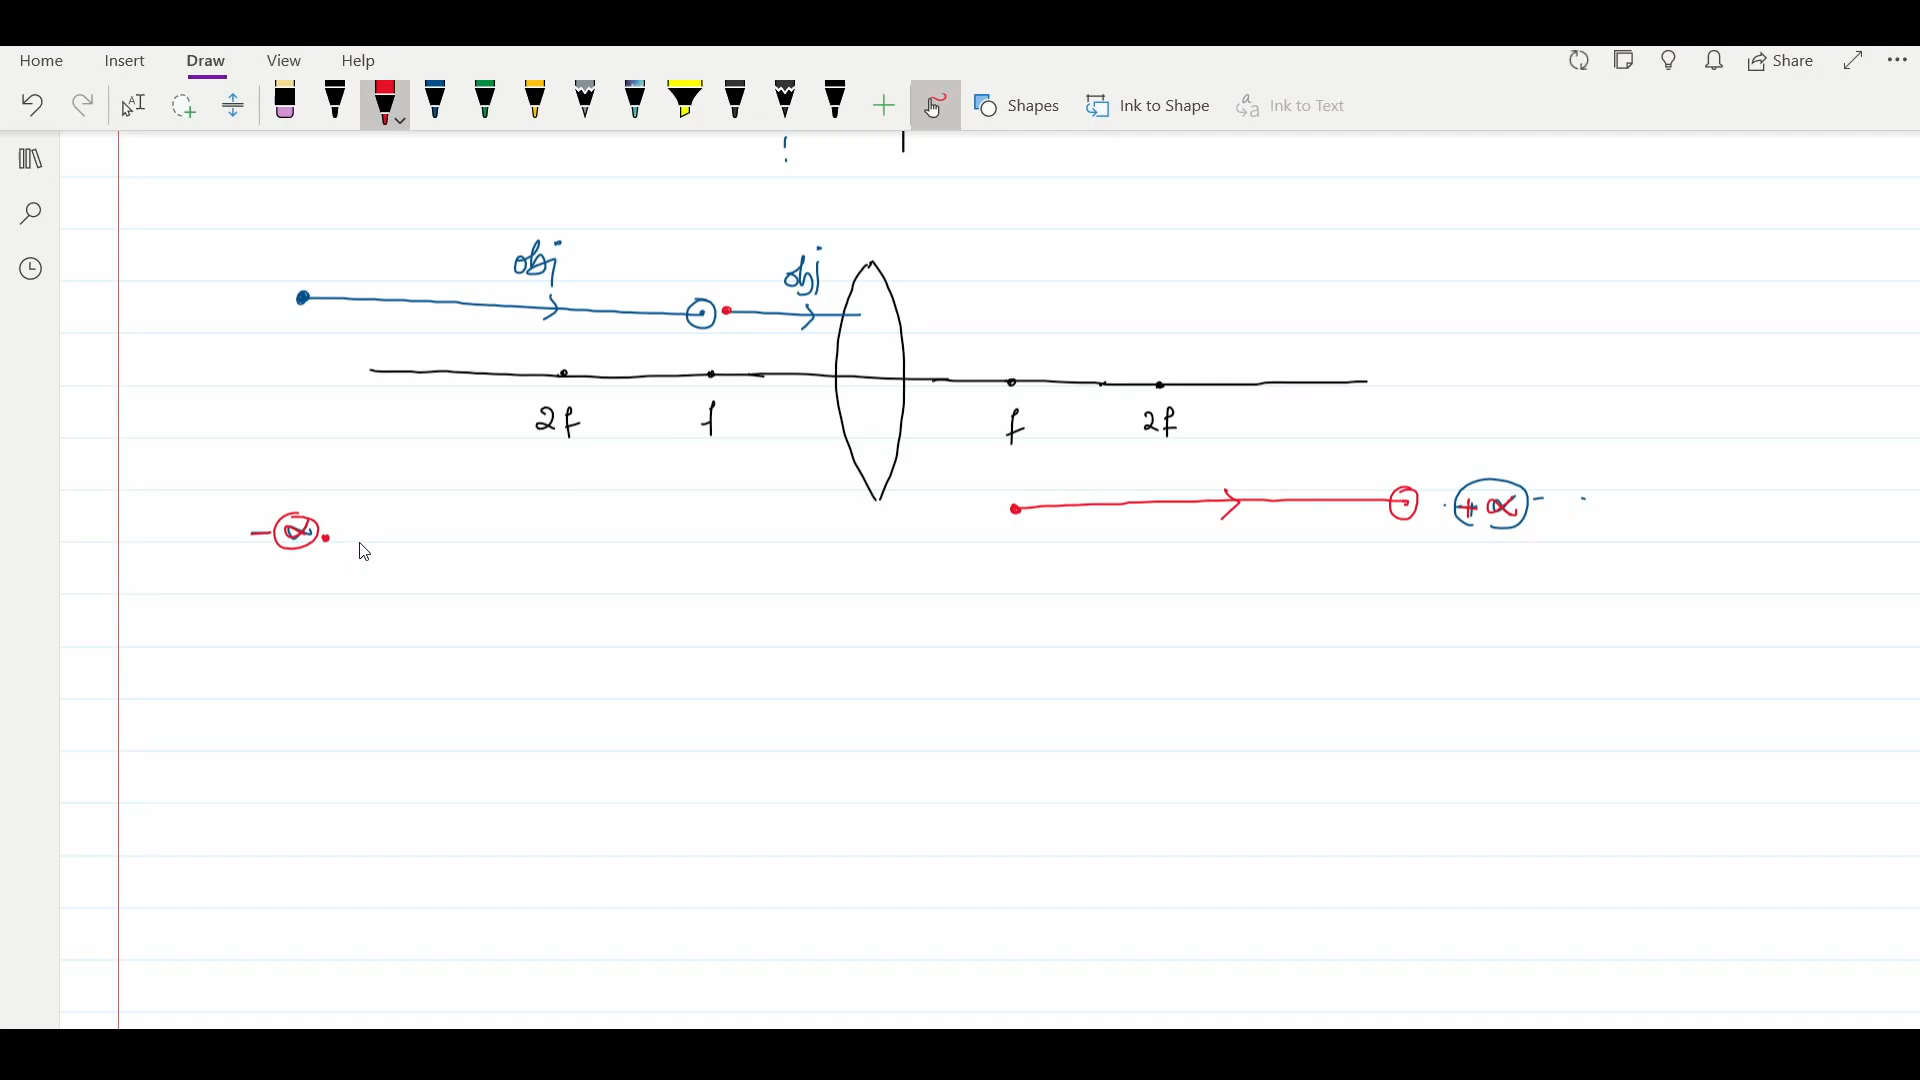 Home Insert Draw View Help Share
Shapes Ink to Shape Ink to Text
obj obj
2f f f 2f
+ ∝
- ∝